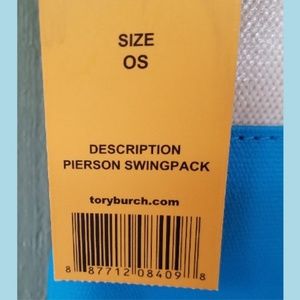 SIZE
OS
DESCRIPTION
PIERSON SWINGPACK
toryburch.com
8 87712 08409 8